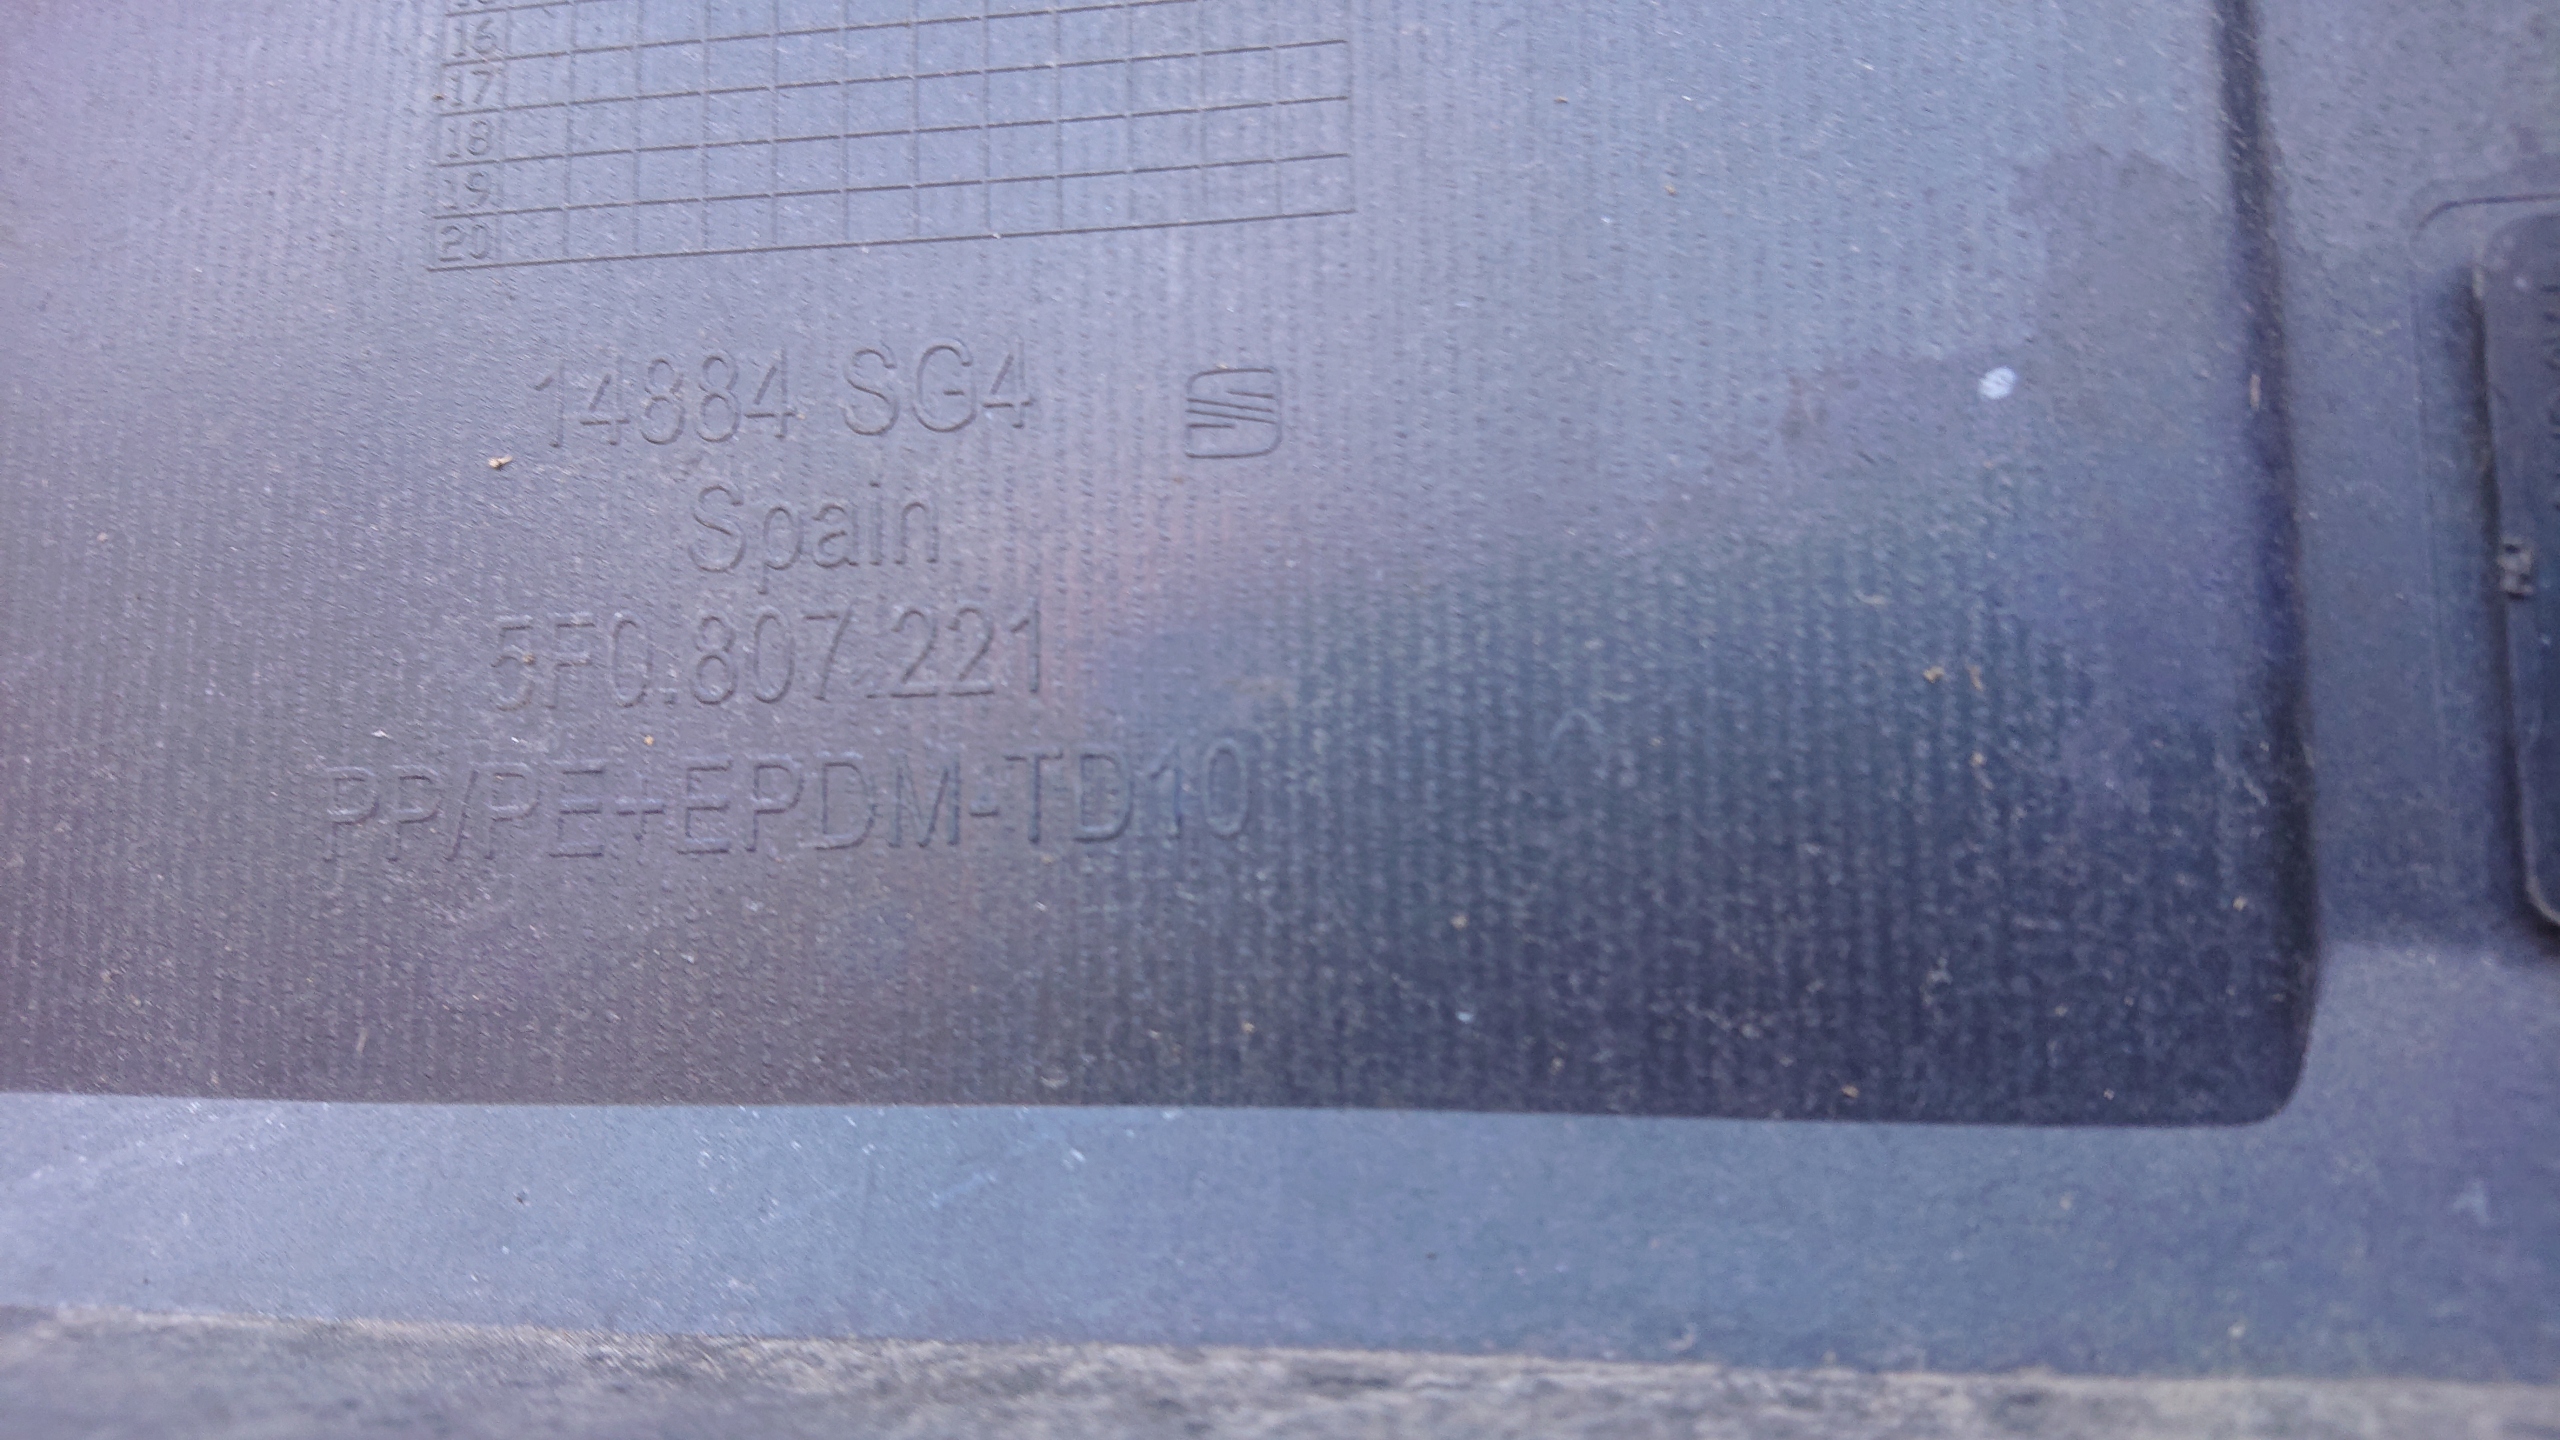 16
17
18
19
20
14884 SG4
Spain
5F0.807.221
PP/PE+EPDM-TD10